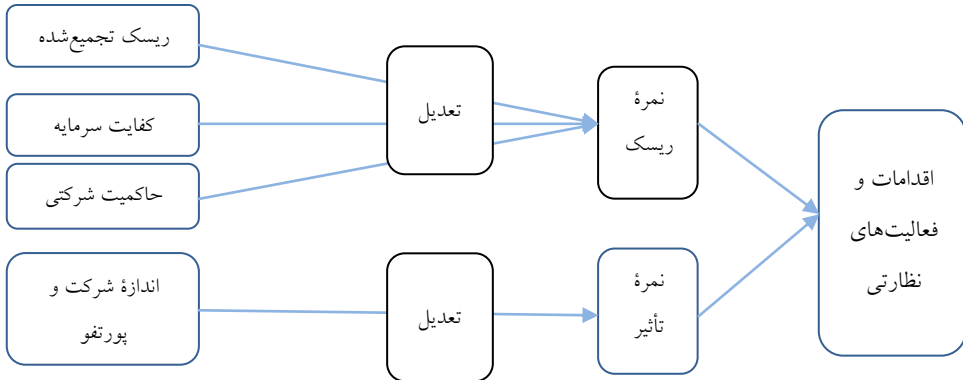 ریسک تجمیع‌شده
کفایت سرمایه
حاکمیت شرکتی
تعدیل
نمرهٔ
ریسک
اندازهٔ شرکت و
پورتفو
تعدیل
نمرهٔ
تأثیر
اقدامات و
فعالیت‌های
نظارتی